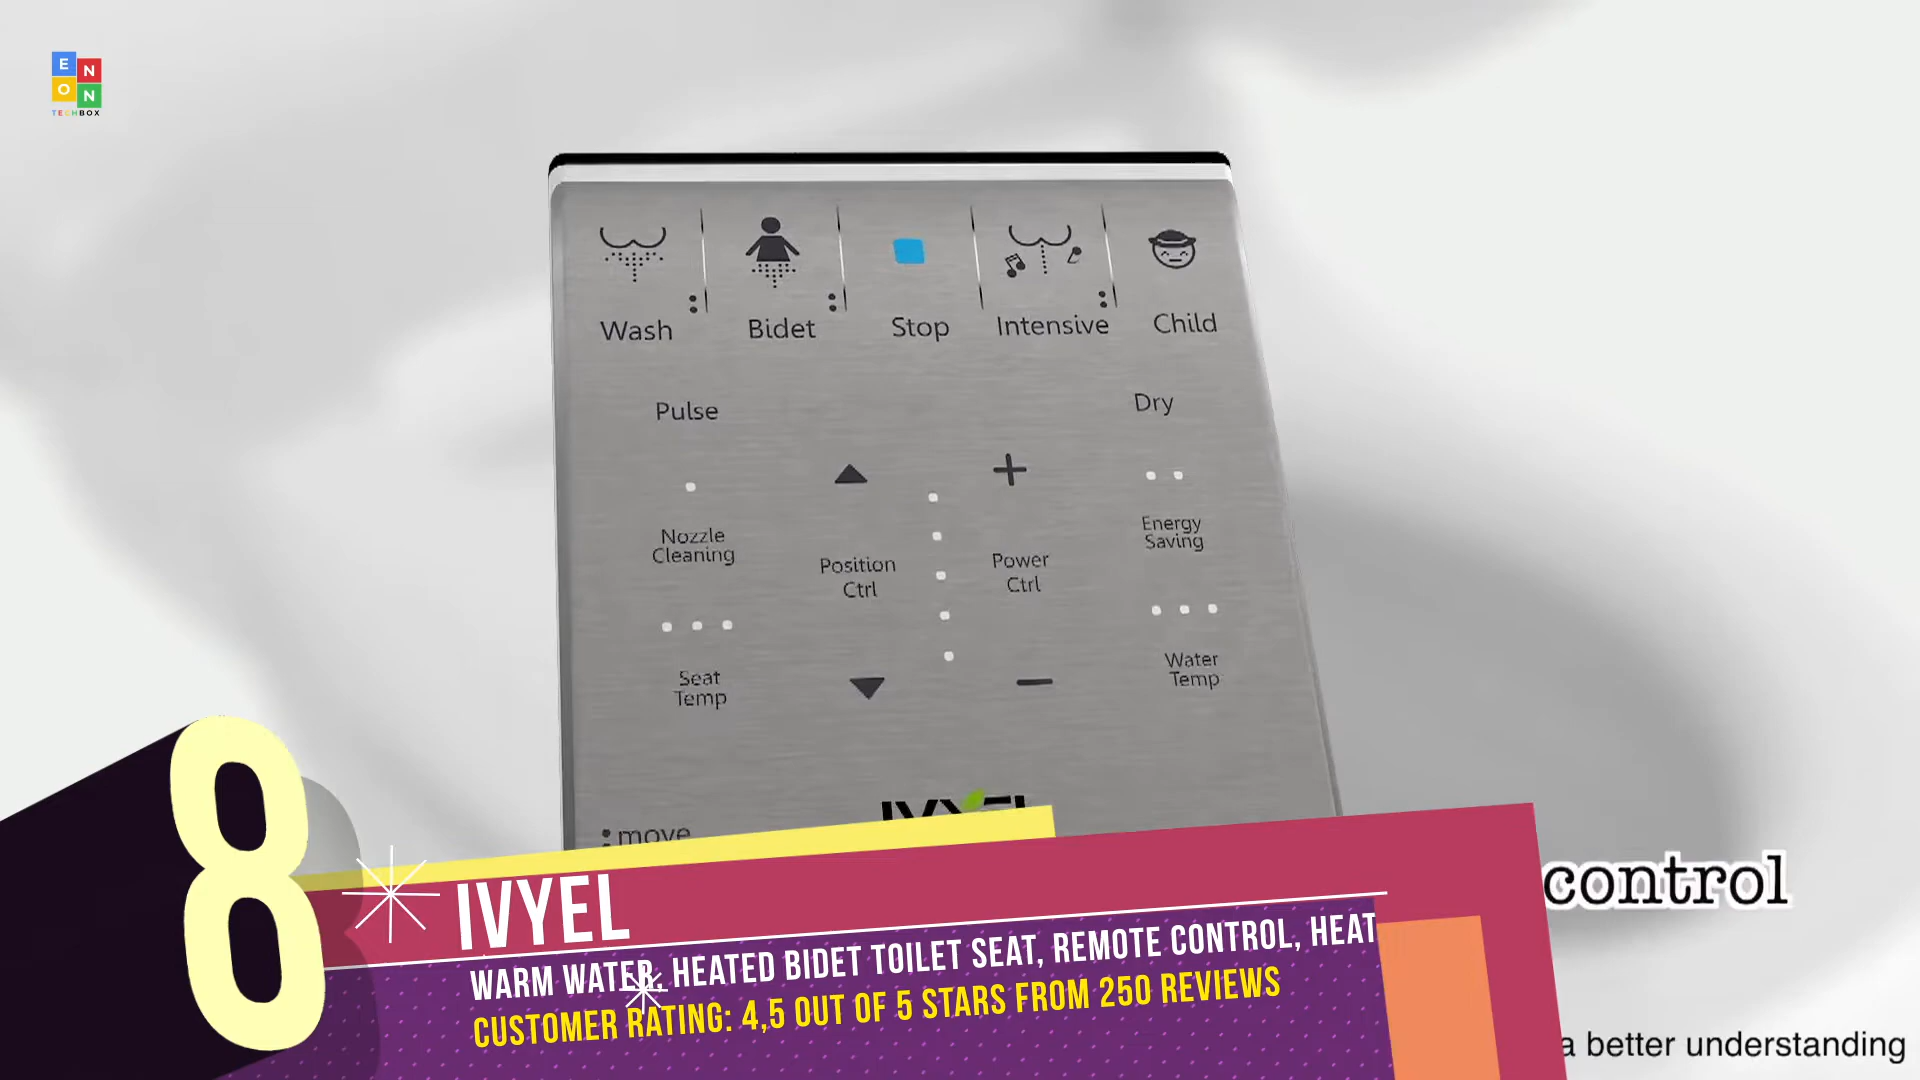 E
N
O
N
TECHBOX
Wash
Bidet
Stop
Intensive
Child
Pulse
Dry
Nozzle
Cleaning
Position
Ctrl
Power
Ctrl
Energy
Saving
Seat
Temp
Water
Temp
IVYEL
move
control
8
IVYEL
WARM WATER, HEATED BIDET TOILET SEAT, REMOTE CONTROL, HEAT
CUSTOMER RATING: 4,5 OUT OF 5 STARS FROM 250 REVIEWS
a better understanding